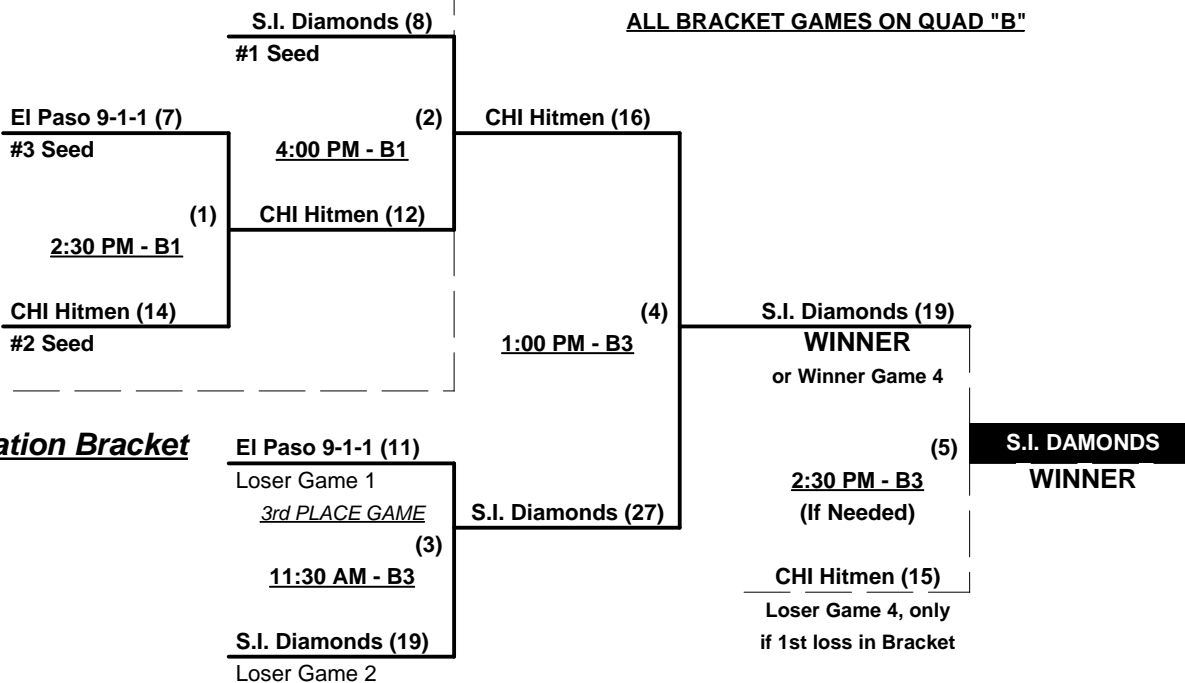 S.I. Diamonds (8)
ALL BRACKET GAMES ON QUAD "B"
#1 Seed
El Paso 9-1-1 (7)
(2)
CHI Hitmen (16)
#3 Seed
4:00 PM - B1
(1)
CHI Hitmen (12)
2:30 PM - B1
CHI Hitmen (14)
(4)
S.I. Diamonds (19)
#2 Seed
1:00 PM - B3
WINNER
or Winner Game 4
ation Bracket
El Paso 9-1-1 (11)
(5)
S.I. DAMONDS
Loser Game 1
2:30 PM - B3
WINNER
3rd PLACE GAME
S.I. Diamonds (27)
(If Needed)
(3)
11:30 AM - B3
CHI Hitmen (15)
Loser Game 4, only
S.I. Diamonds (19)
if 1st loss in Bracket
Loser Game 2